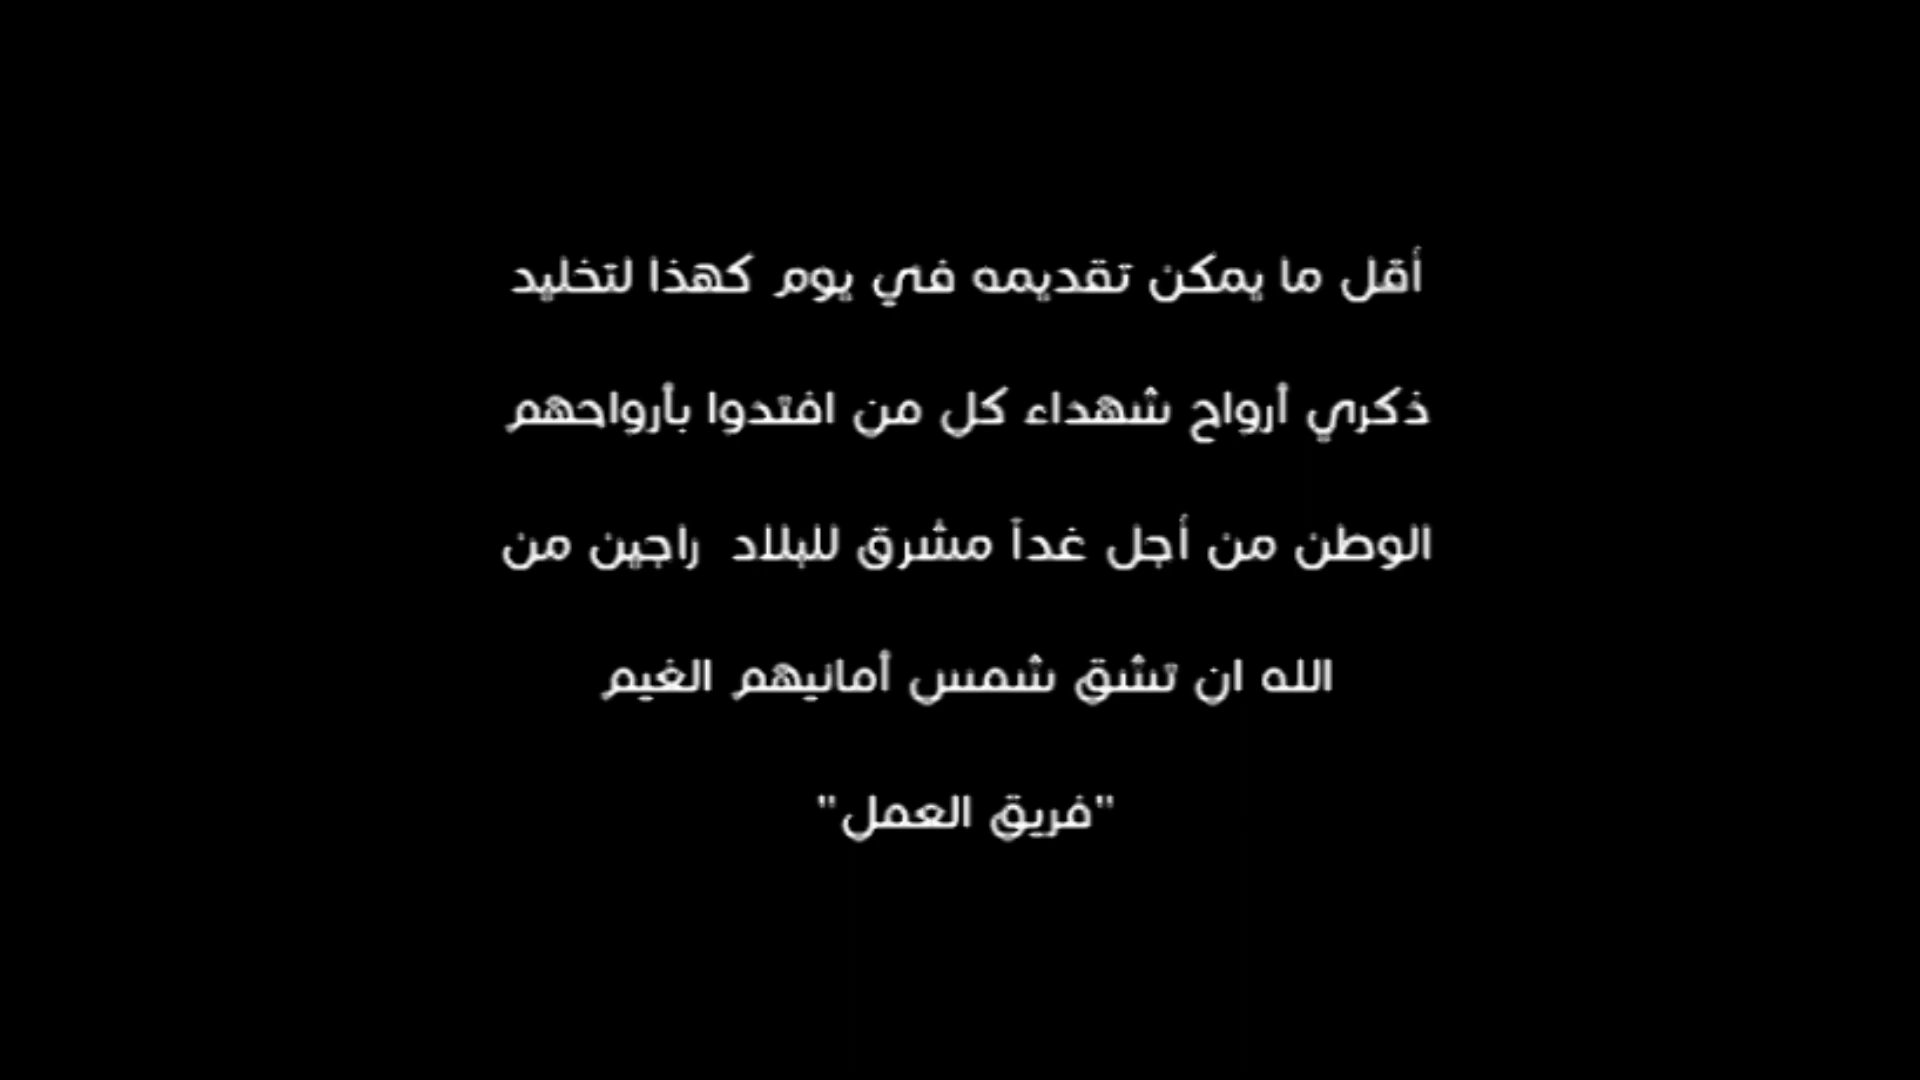 أقل ما يمكن تقديمه في يوم كهذا لتخليد
ذكري أرواح شهداء كل من افتدوا بأرواحهم
الوطن من أجل غداً مشرق للبلاد راجين من
الله ان تشق شمس أمانيهم الغيم
"فريق العمل"